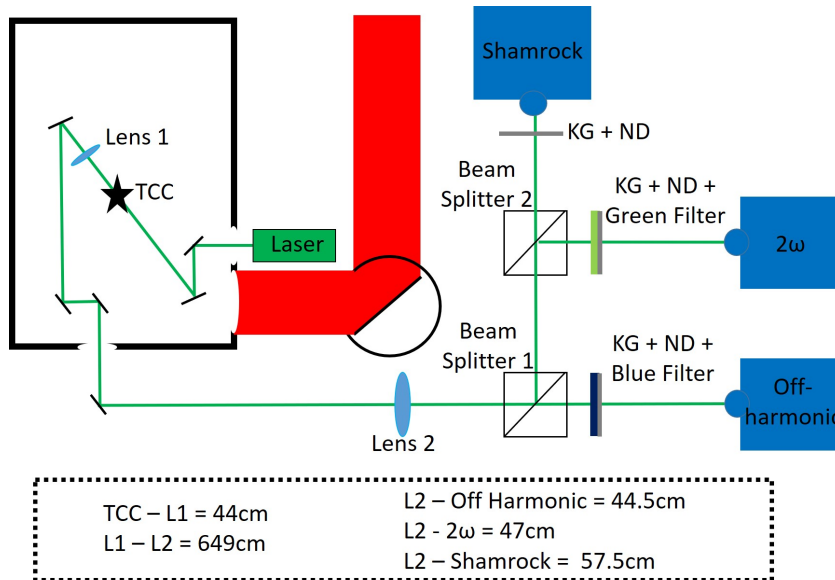 Shamrock
Lens 1
KG + ND
TCC
Beam
Splitter 2
KG + ND +
Green Filter
Laser
2ω
Beam
Splitter 1
KG + ND +
Blue Filter
Off-
harmonic
Lens 2
TCC – L1 = 44cm
L1 – L2 = 649cm
L2 – Off Harmonic = 44.5cm
L2 - 2ω = 47cm
L2 – Shamrock =  57.5cm